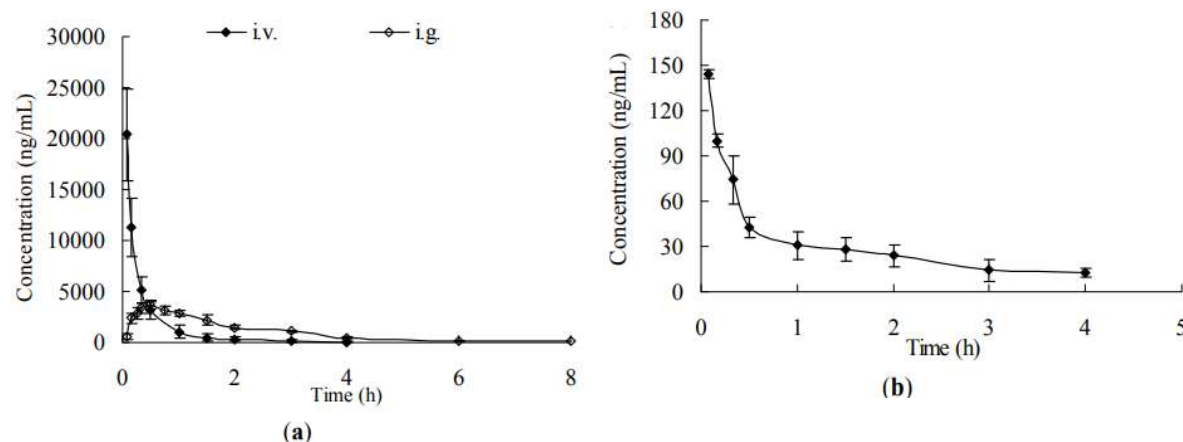 i.v. i.g.
30000
25000
20000
15000
10000
5000
0
Concentration (ng/mL)
0 2 4 6 8
Time (h)
(a)
180
150
120
90
60
30
0
Concentration (ng/mL)
0 1 2 3 4 5
Time (h)
(b)